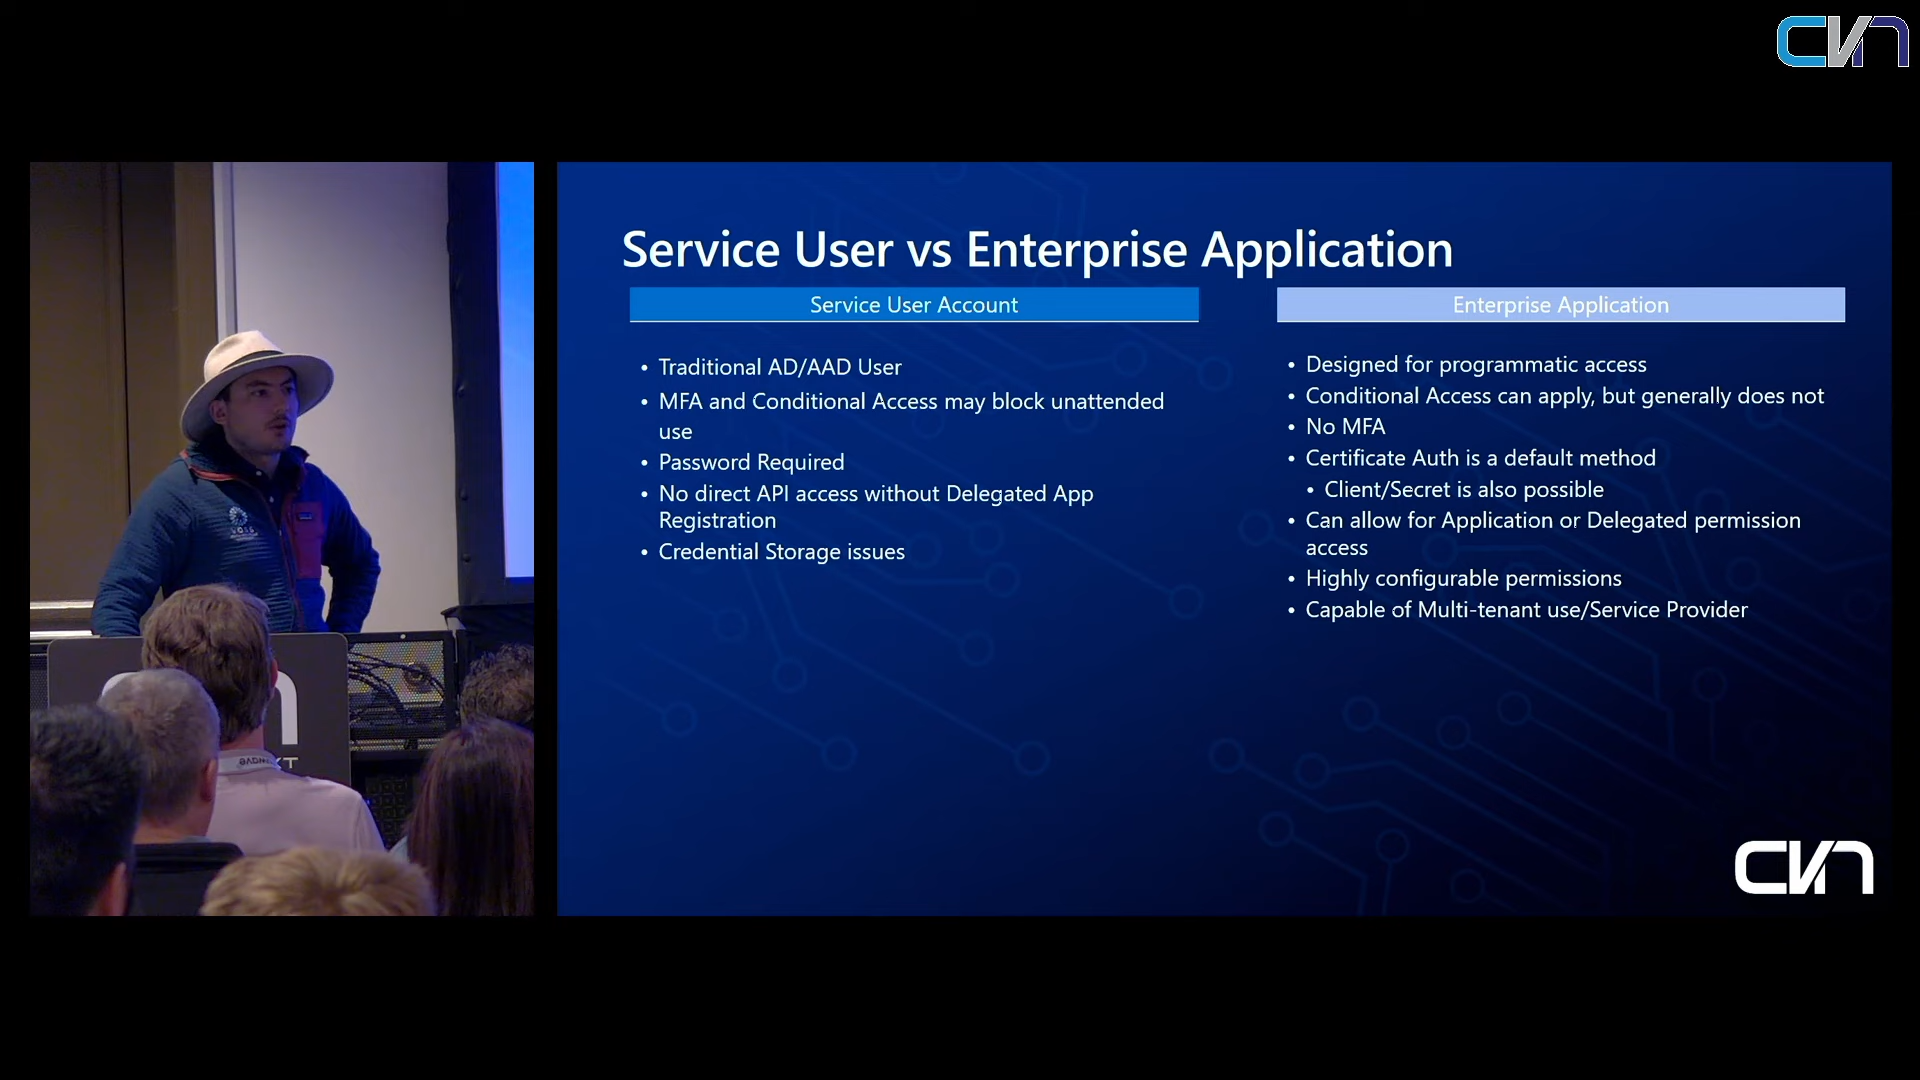 CVN
Service User vs Enterprise Application
Service User Account
• Traditional AD/AAD User
• MFA and Conditional Access may block unattended
use
• Password Required
• No direct API access without Delegated App
Registration
• Credential Storage issues
Enterprise Application
• Designed for programmatic access
• Conditional Access can apply, but generally does not
• No MFA
• Certificate Auth is a default method
• Client/Secret is also possible
• Can allow for Application or Delegated permission
access
• Highly configurable permissions
• Capable of Multi-tenant use/Service Provider
CVN